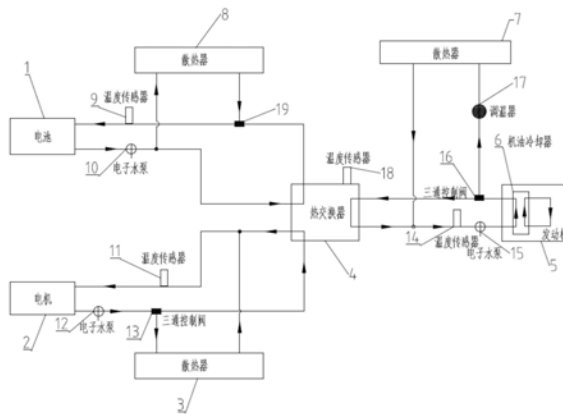 8
7
散热器
散热器
1
9
温度传感器
17
调温器
19
电池
10
电子水泵
6
机油冷却器
温度传感器
18
16
三通控制阀
热交换器
11
温度传感器
14
温度传感器
电子水泵
15
发动机
5
4
电机
2
12
电子水泵
13
三通控制阀
散热器
3